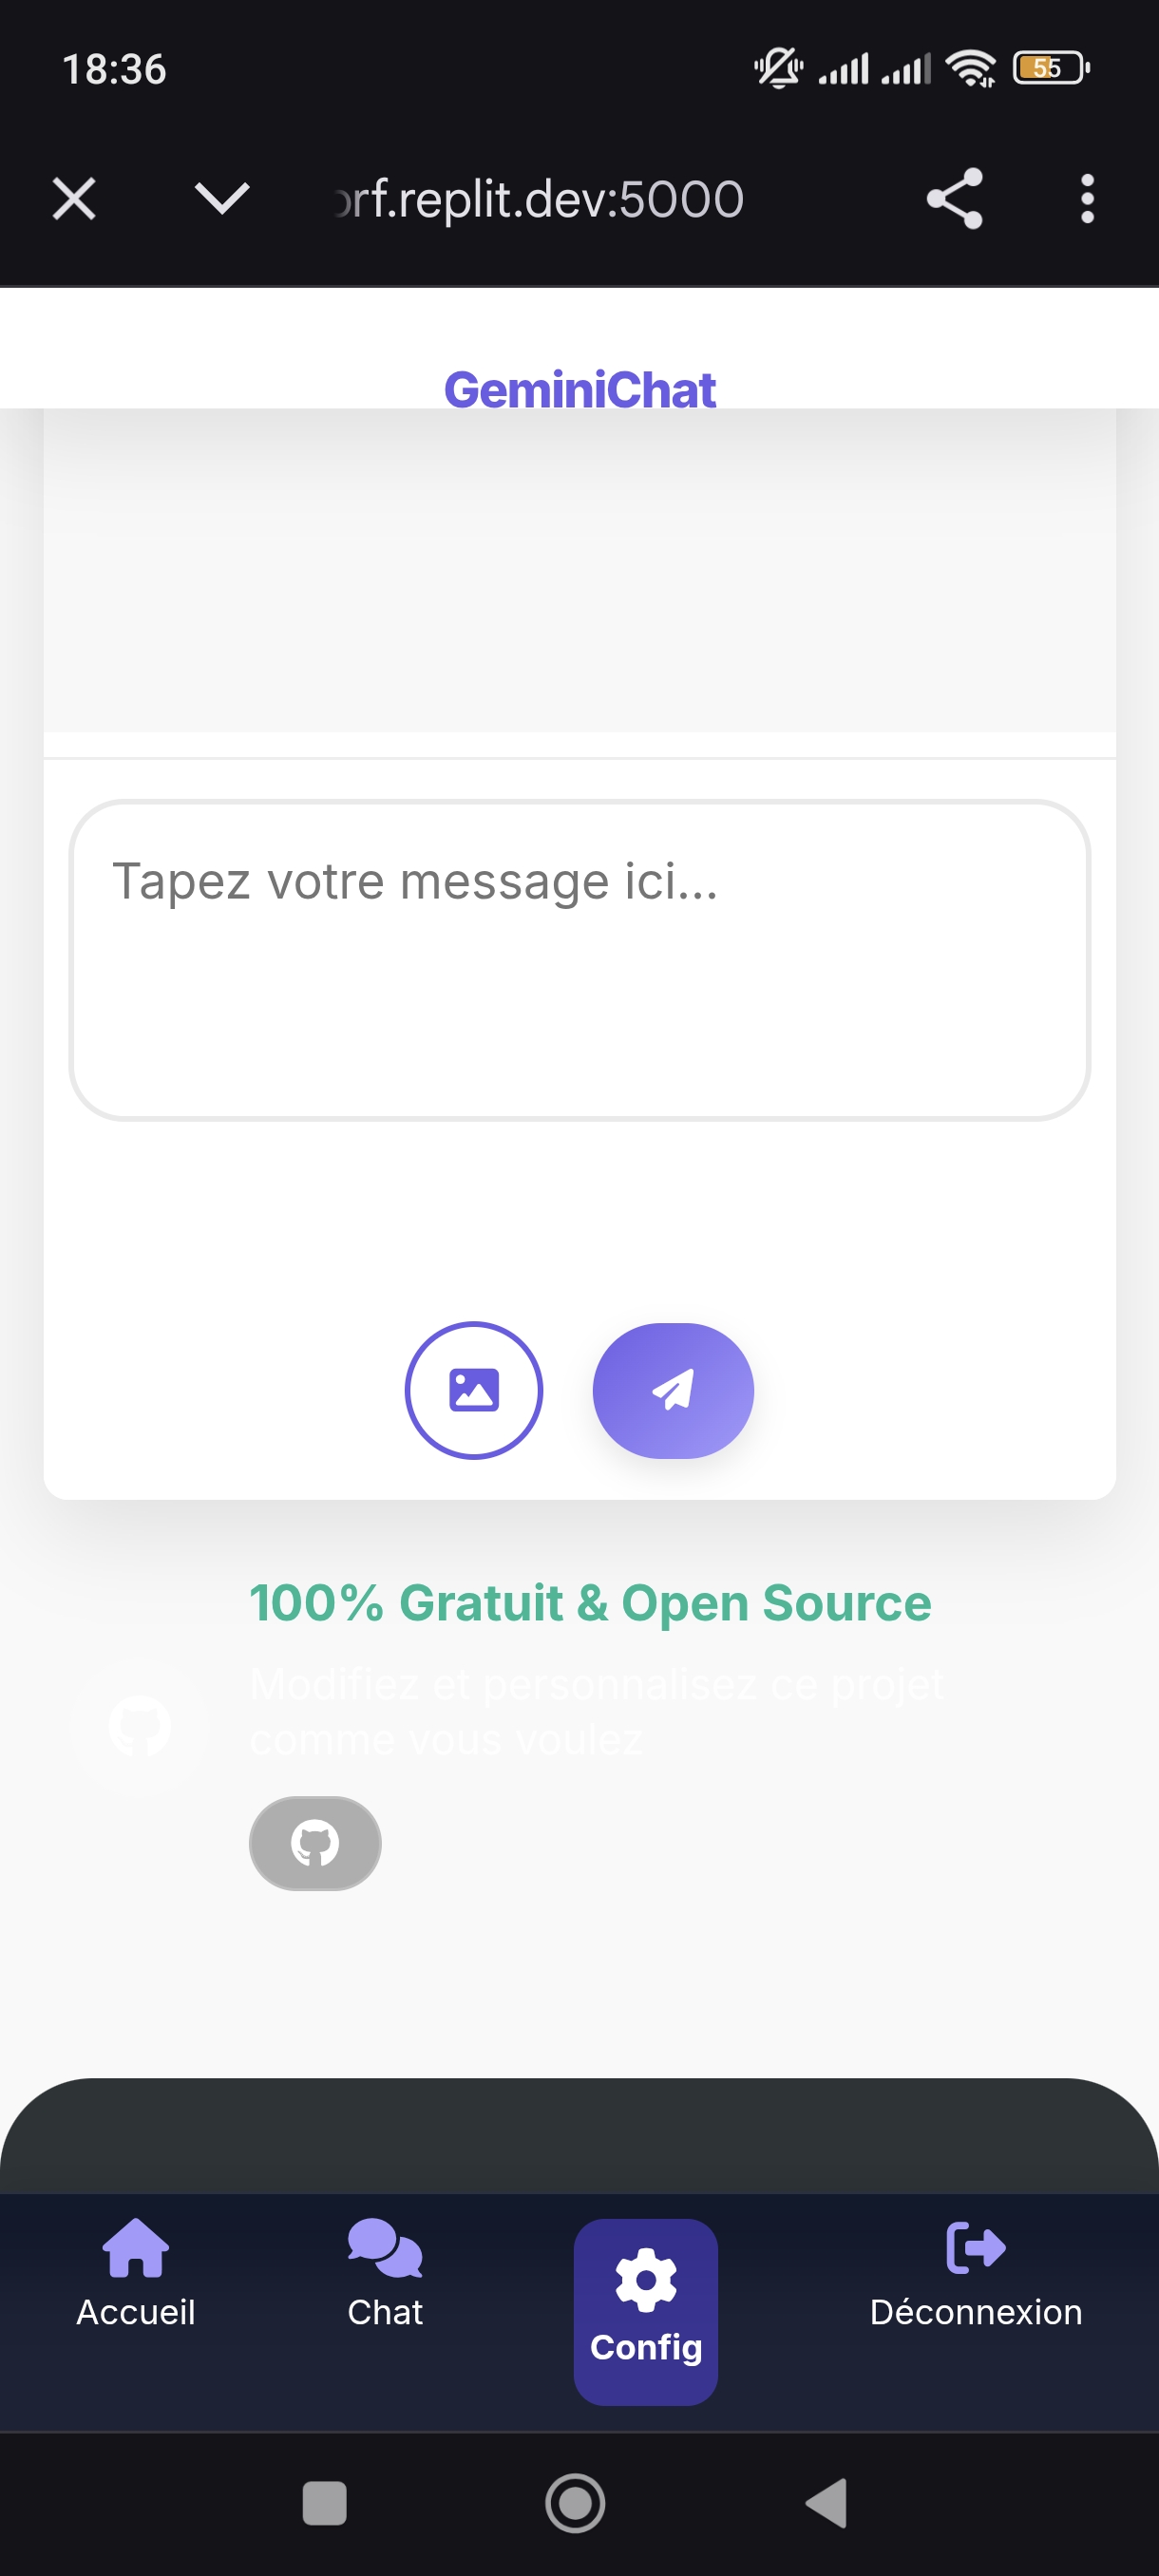 18:36
55
rf.replit.dev:5000
GeminiChat
Tapez votre message ici...
100% Gratuit & Open Source
Modifiez et personnalisez ce projet
comme vous voulez
Accueil
Chat
Config
Déconnexion